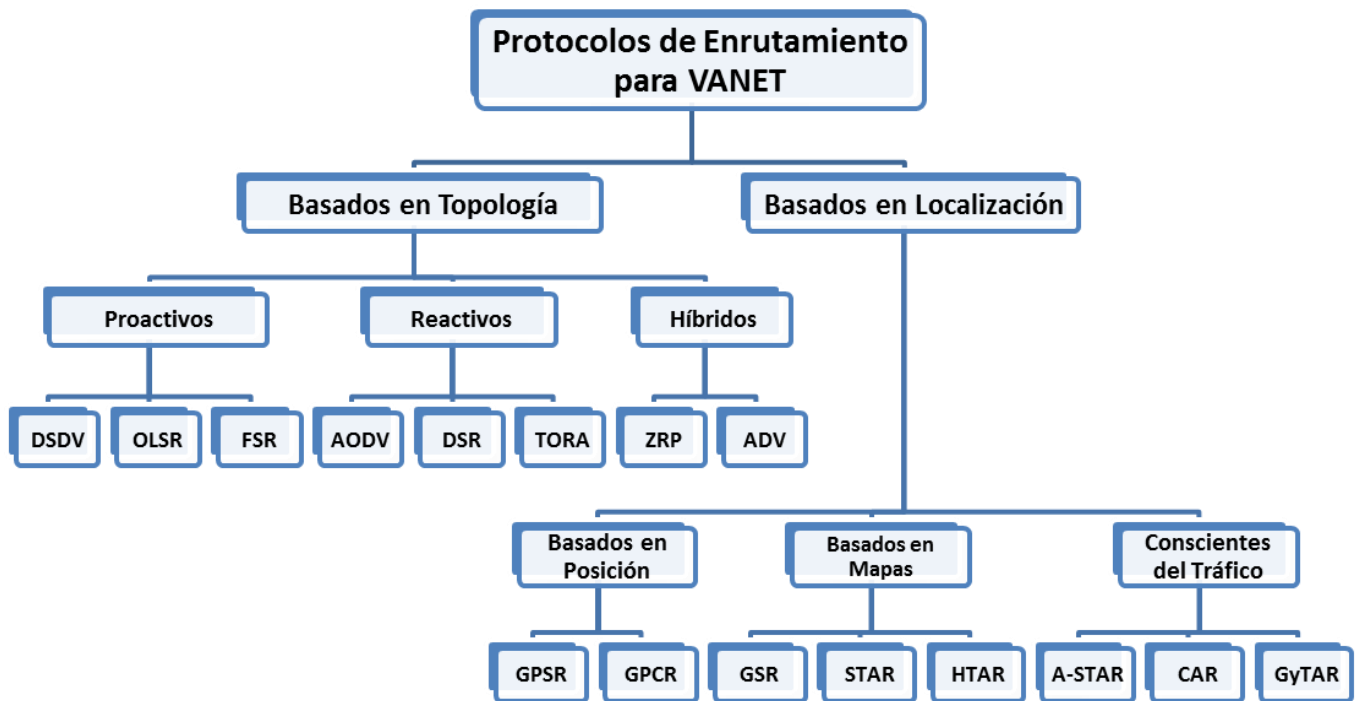 Protocolos de Enrutamiento
para VANET
Basados en Topología
Basados en Localización
Proactivos
Reactivos
Híbridos
DSDV
OLSR
FSR
AODV
DSR
TORA
ZRP
ADV
Basados en
Posición
Basados en
Mapas
Conscientes
del Tráfico
GPSR
GPCR
GSR
STAR
HTAR
A-STAR
CAR
GyTAR